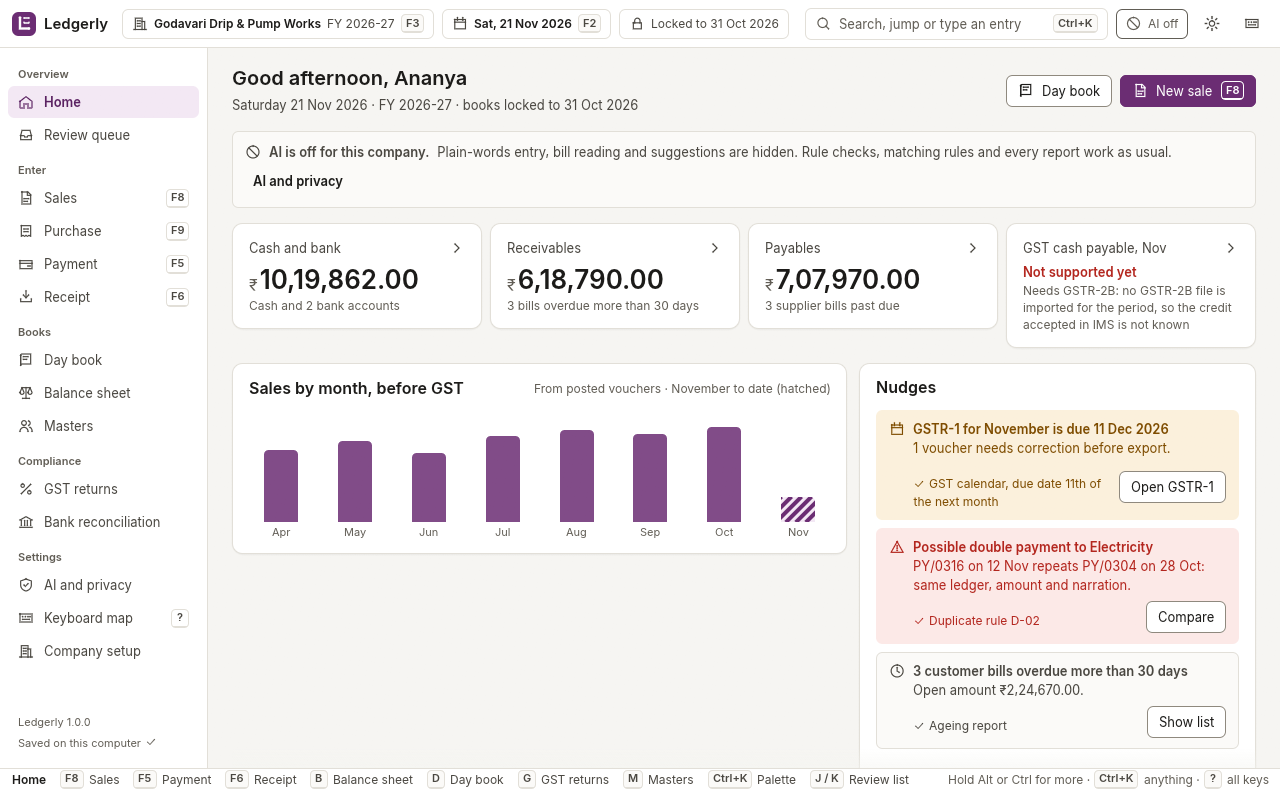 Ledgerly
Godavari Drip & Pump Works FY 2026-27 F3
Sat, 21 Nov 2026 F2
Locked to 31 Oct 2026
Search, jump or type an entry Ctrl+K
AI off
Overview
Home
Review queue
Enter
Sales F8
Purchase F9
Payment F5
Receipt F6
Books
Day book
Balance sheet
Masters
Compliance
GST returns
Bank reconciliation
Settings
AI and privacy
Keyboard map ?
Company setup
Ledgerly 1.0.0
Saved on this computer
Good afternoon, Ananya
Saturday 21 Nov 2026 · FY 2026-27 · books locked to 31 Oct 2026
Day book
New sale F8
AI is off for this company. Plain-words entry, bill reading and suggestions are hidden. Rule checks, matching rules and every report work as usual.
AI and privacy
Cash and bank
₹10,19,862.00
Cash and 2 bank accounts
Receivables
₹6,18,790.00
3 bills overdue more than 30 days
Payables
₹7,07,970.00
3 supplier bills past due
GST cash payable, Nov
Not supported yet
Needs GSTR-2B: no GSTR-2B file is
imported for the period, so the credit
accepted in IMS is not known
Sales by month, before GST
From posted vouchers · November to date (hatched)
Apr May Jun Jul Aug Sep Oct Nov
Nudges
GSTR-1 for November is due 11 Dec 2026
1 voucher needs correction before export.
✓ GST calendar, due date 11th of
the next month
Open GSTR-1
Possible double payment to Electricity
PY/0316 on 12 Nov repeats PY/0304 on 28 Oct:
same ledger, amount and narration.
✓ Duplicate rule D-02
Compare
3 customer bills overdue more than 30 days
Open amount ₹2,24,670.00.
✓ Ageing report
Show list
Home F8 Sales F5 Payment F6 Receipt B Balance sheet D Day book G GST returns M Masters Ctrl+K Palette J / K Review list Hold Alt or Ctrl for more · Ctrl+K anything · ? all keys